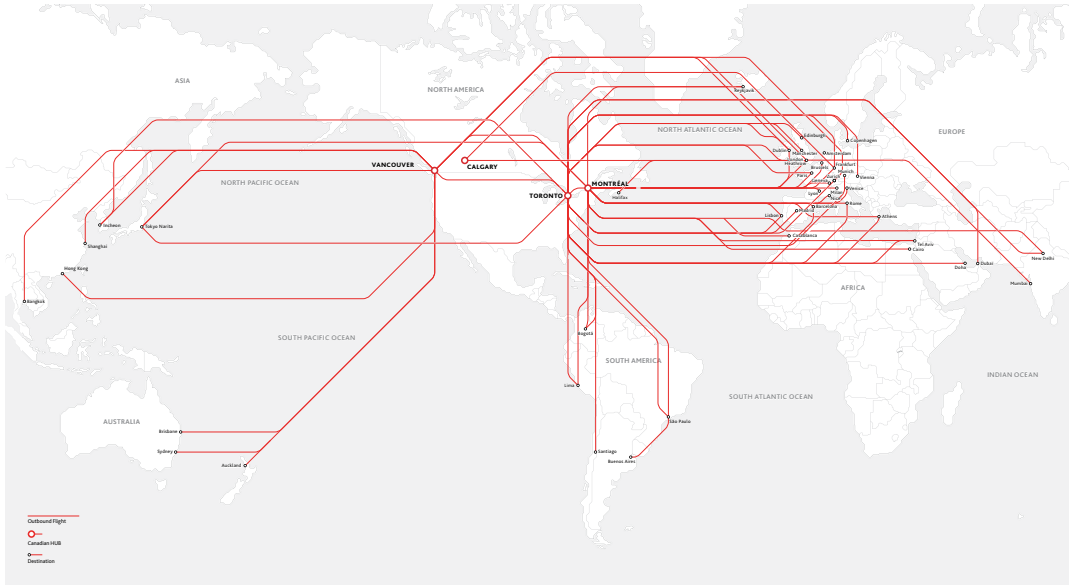 ASIA
NORTH AMERICA
Reykjavik
NORTH ATLANTIC OCEAN
EUROPE
Edinburgh
Copenhagen
Dublin
Manchester
Amsterdam
London
Heathrow
Brussels
Frankfurt
Paris
Munich
Vienna
VANCOUVER
CALGARY
NORTH PACIFIC OCEAN
MONTRÉAL
Zurich
Geneva
Lyon
Milan
Nice
Venice
TORONTO
Halifax
Barcelona
Rome
Madrid
Lisbon
Athens
Incheon
Tokyo Narita
Casablanca
Shanghai
Tel Aviv
Cairo
New Delhi
Hong Kong
Doha
Dubai
Mumbai
AFRICA
Bangkok
SOUTH PACIFIC OCEAN
Bogotá
SOUTH AMERICA
INDIAN OCEAN
Lima
SOUTH ATLANTIC OCEAN
AUSTRALIA
São Paulo
Brisbane
Sydney
Auckland
Santiago
Buenos Aires
Outbound Flight
Canadian HUB
Destination